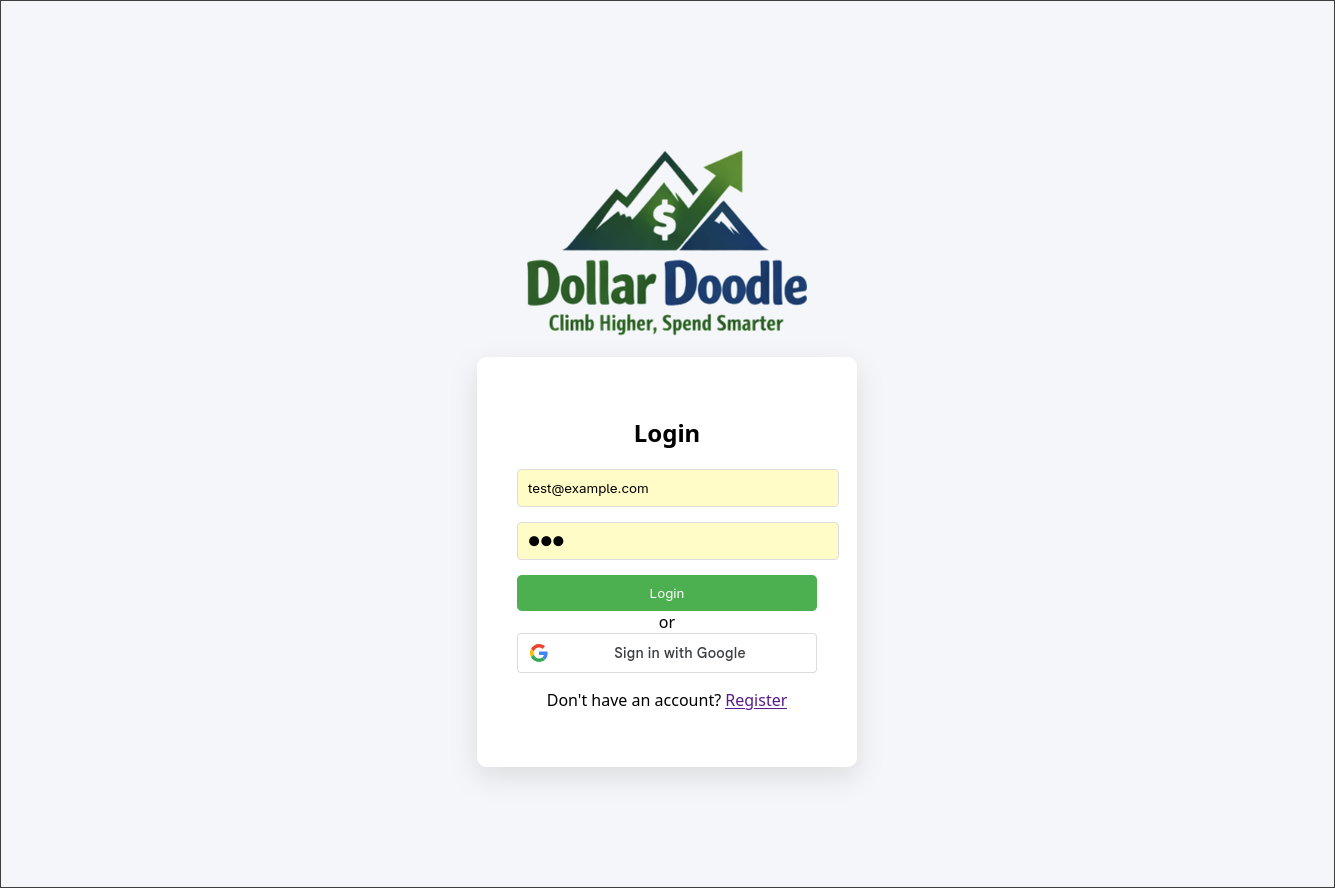 $
Dollar Doodle
Climb Higher, Spend Smarter
Login
test@example.com
●●●
Login
or
Sign in with Google
Don't have an account? Register